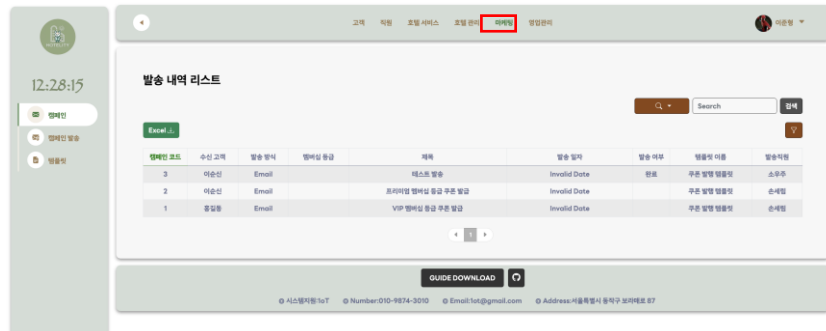 고객 직원 호텔 서비스 호텔 관리 마케팅 영업관리 이준형
HOTELITY
12:28:15
캠페인
캠페인 발송
템플릿
발송 내역 리스트
Search 검색
Excel
캠페인 코드 수신 고객 발송 방식 멤버십 등급 제목 발송 일자 발송 여부 템플릿 이름 발송직원
3 이순신 Email 테스트 발송 Invalid Date 완료 쿠폰 발행 템플릿 소우주
2 이순신 Email 프리미엄 멤버십 등급 쿠폰 발급 Invalid Date 쿠폰 발행 템플릿 손세림
1 홍길동 Email VIP 멤버십 등급 쿠폰 발급 Invalid Date 쿠폰 발행 템플릿 손세림
1
GUIDE DOWNLOAD
시스템지원:1oT Number:010-9874-3010 Email:1ot@gmail.com Address:서울특별시 동작구 보라매로 87